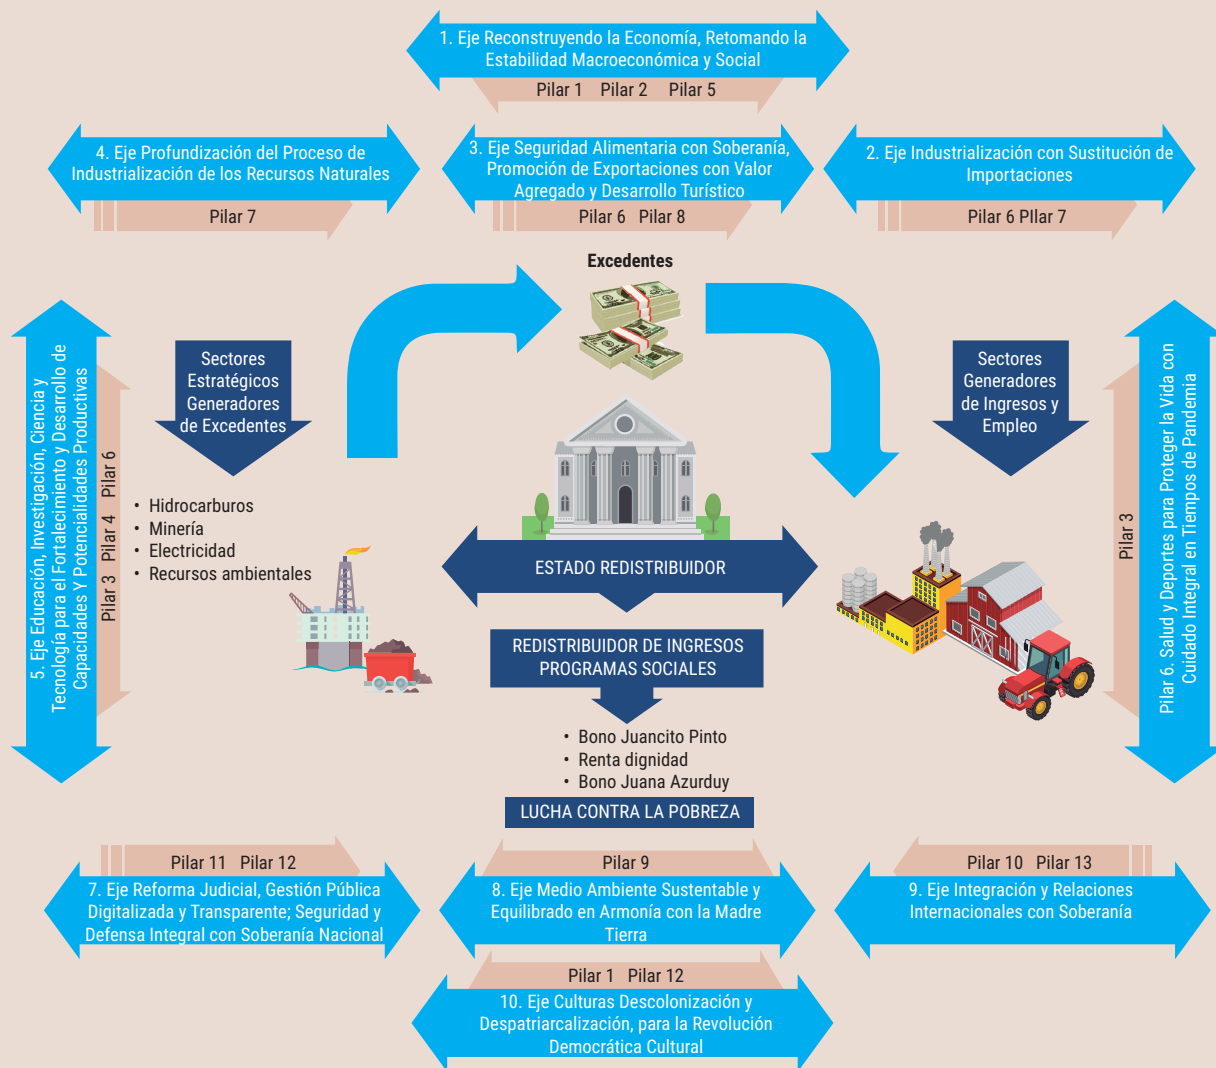 1. Eje Reconstruyendo la Economía, Retomando la
Estabilidad Macroeconómica y Social
Pilar 1 Pilar 2 Pilar 5
4. Eje Profundización del Proceso de
Industrialización de los Recursos Naturales
Pilar 7
3. Eje Seguridad Alimentaria con Soberanía,
Promoción de Exportaciones con Valor
Agregado y Desarrollo Turístico
Pilar 6 Pilar 8
2. Eje Industrialización con Sustitución de
Importaciones
Pilar 6 PIlar 7
Excedentes
5. Eje Educación, Investigación, Ciencia y
Tecnología para el Fortalecimiento y Desarrollo de
Capacidades Y Potencialidades Productivas
Pilar 3 Pilar 4 Pilar 6
Sectores
Estratégicos
Generadores
de Excedentes
• Hidrocarburos
• Minería
• Electricidad
• Recursos ambientales
ESTADO REDISTRIBUIDOR
REDISTRIBUIDOR DE INGRESOS
PROGRAMAS SOCIALES
• Bono Juancito Pinto
• Renta dignidad
• Bono Juana Azurduy
LUCHA CONTRA LA POBREZA
Sectores
Generadores
de Ingresos y
Empleo
Pilar 3
Pilar 6. Salud y Deportes para Proteger la Vida con
Cuidado Integral en Tiempos de Pandemia
Pilar 11 Pilar 12
7. Eje Reforma Judicial, Gestión Pública
Digitalizada y Transparente; Seguridad y
Defensa Integral con Soberanía Nacional
Pilar 9
8. Eje Medio Ambiente Sustentable y
Equilibrado en Armonía con la Madre
Tierra
Pilar 10 Pilar 13
9. Eje Integración y Relaciones
Internacionales con Soberanía
Pilar 1 Pilar 12
10. Eje Culturas Descolonización y
Despatriarcalización, para la Revolución
Democrática Cultural